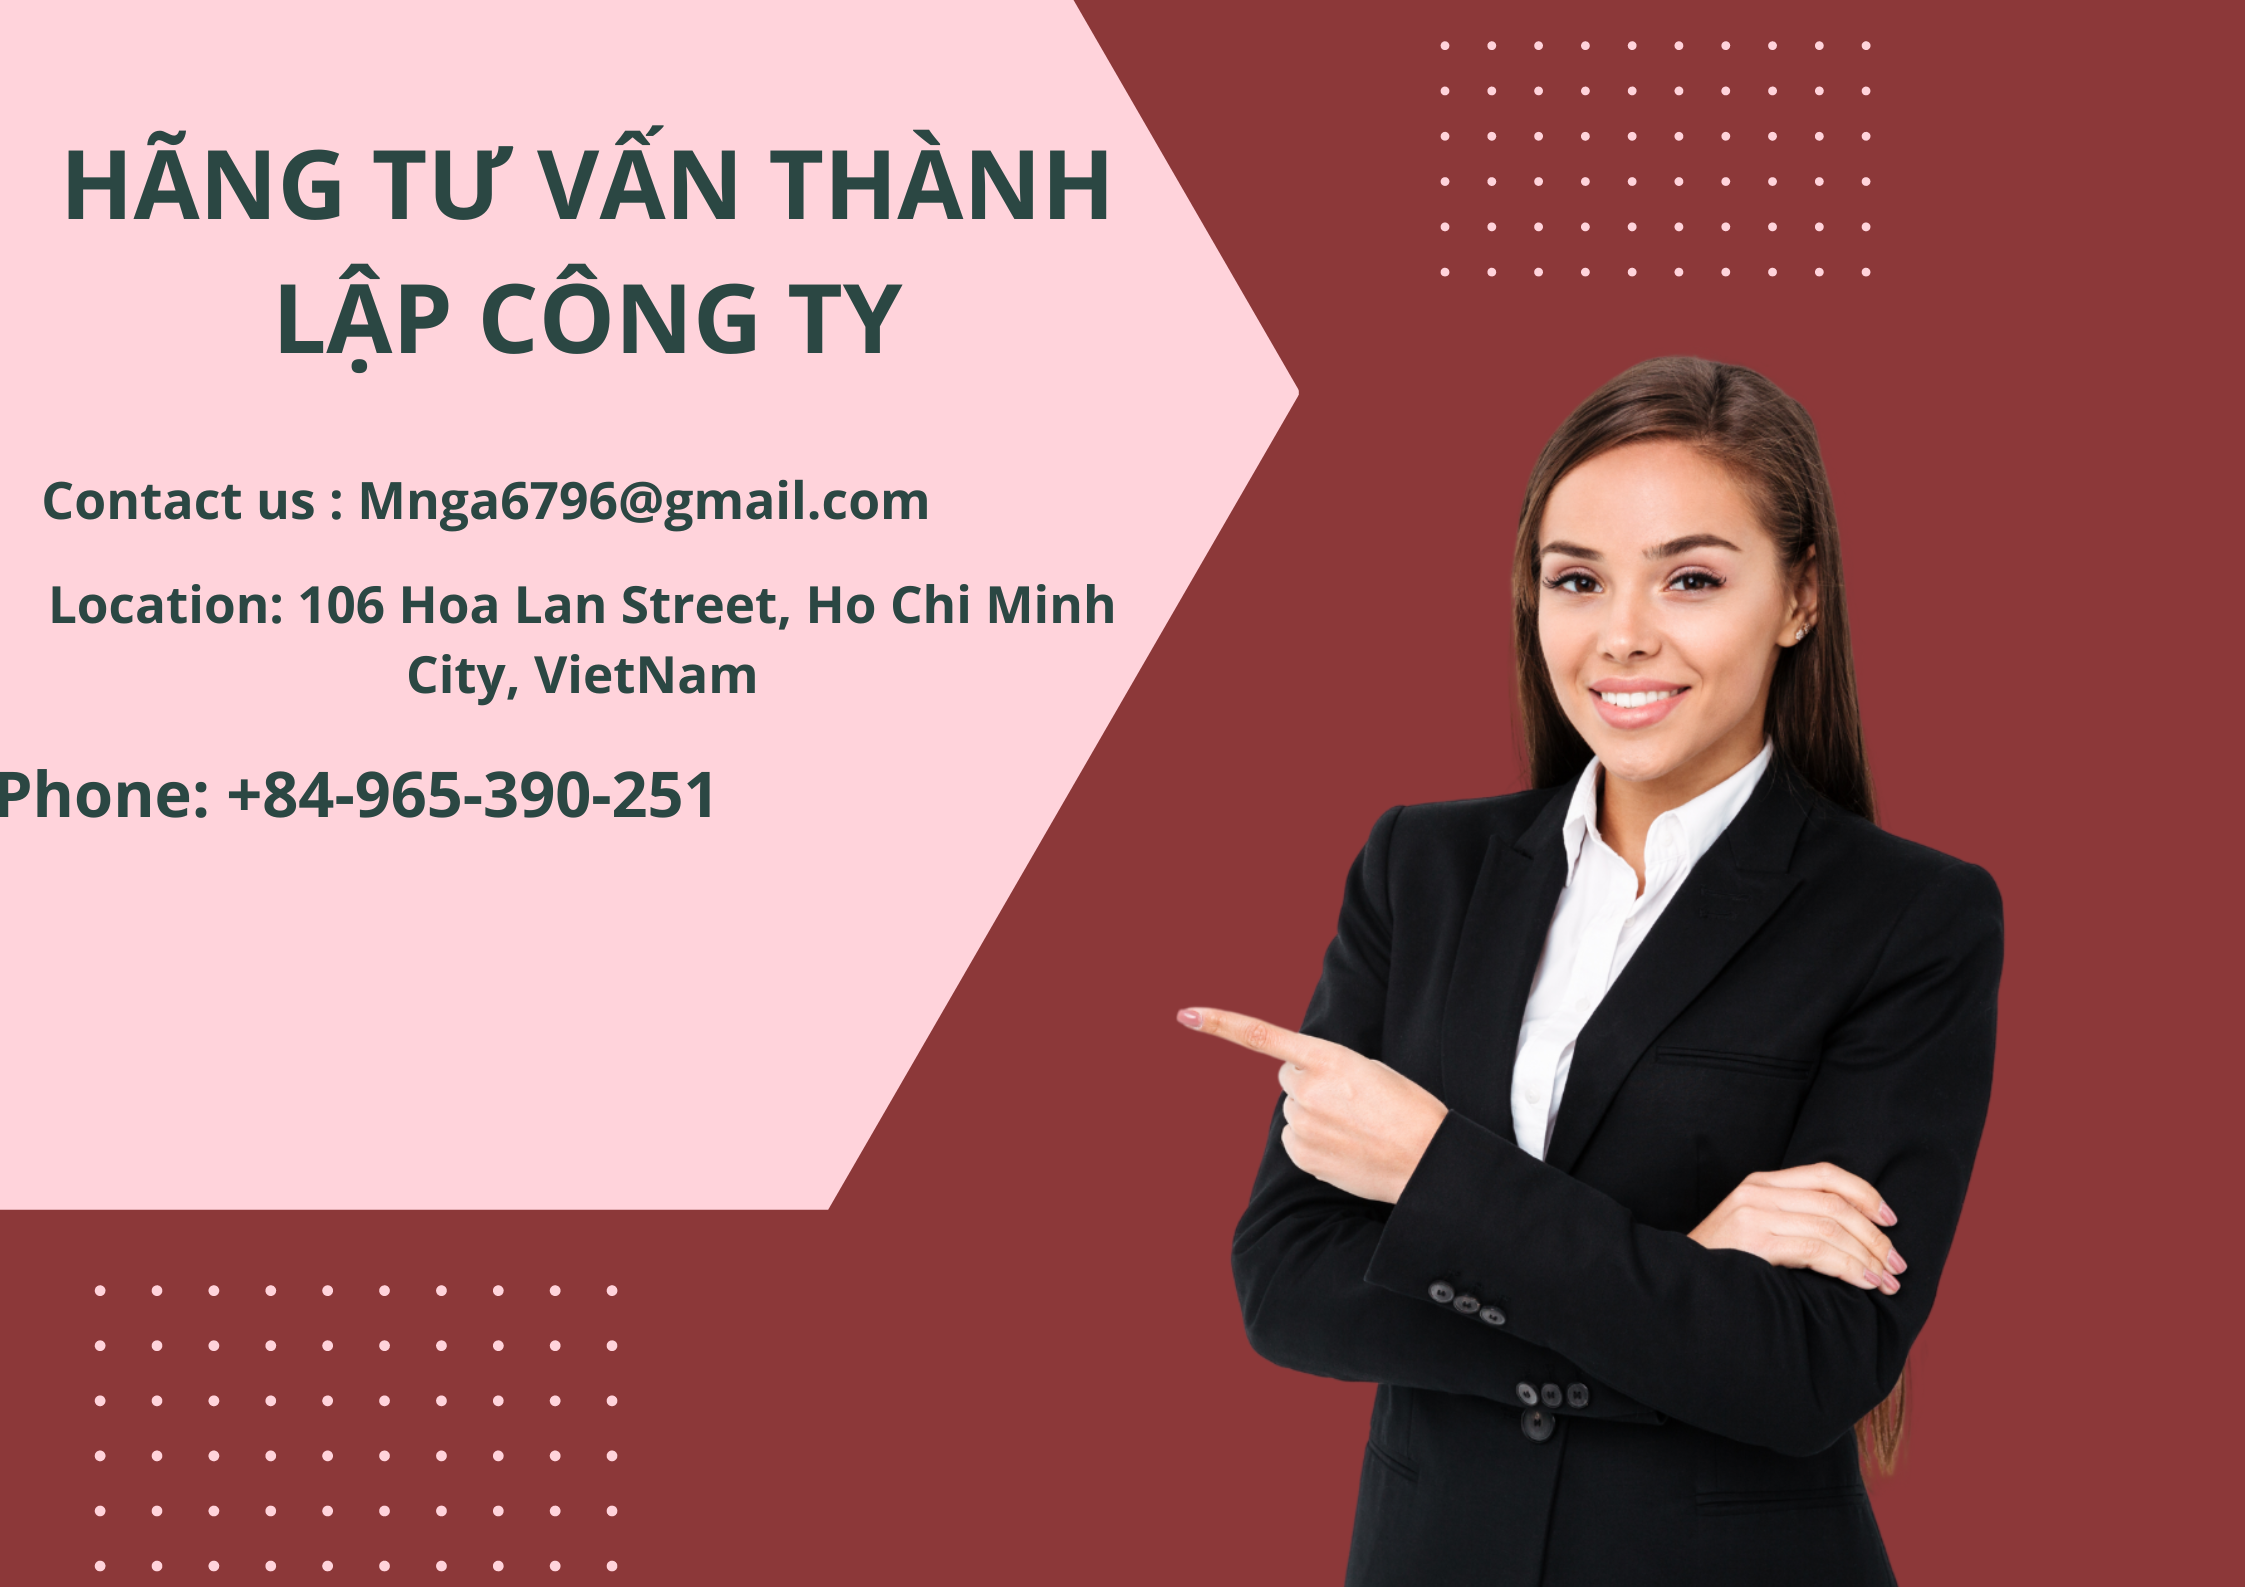 HÃNG TƯ VẤN THÀNH
LẬP CÔNG TY
Contact us : Mnga6796@gmail.com
Location: 106 Hoa Lan Street, Ho Chi Minh
City, VietNam
Phone: +84-965-390-251